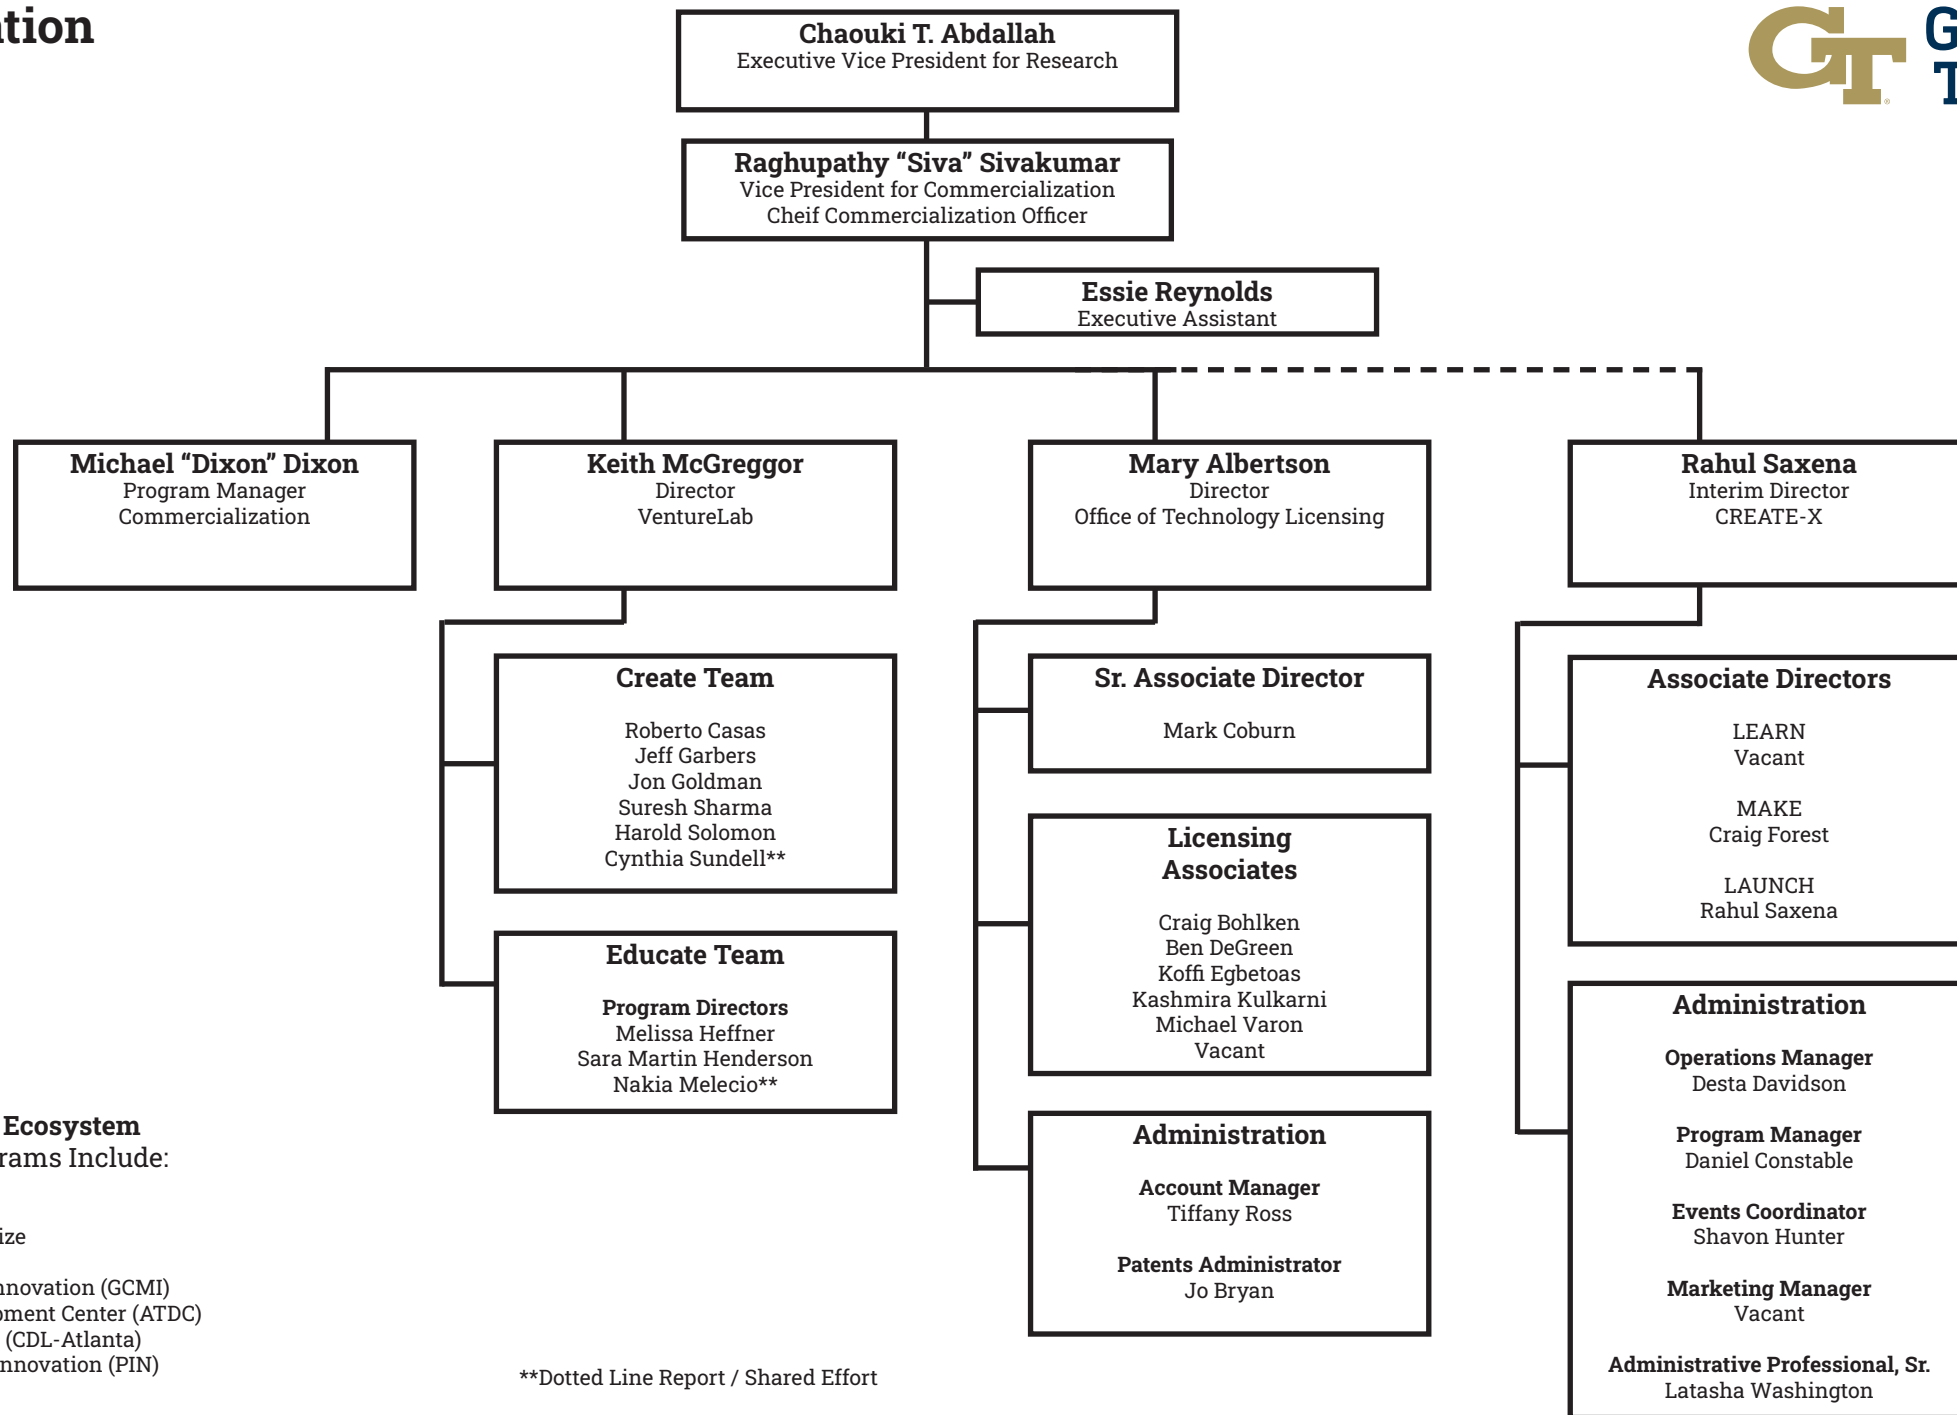 Chaouki T. Abdallah
Executive Vice President for Research
GT
Raghupathy “Siva” Sivakumar
Vice President for Commercialization
Cheif Commercialization Officer
Essie Reynolds
Executive Assistant
Michael “Dixon” Dixon
Program Manager
Commercialization
Keith McGreggor
Director
VentureLab
Mary Albertson
Director
Office of Technology Licensing
Rahul Saxena
Interim Director
CREATE-X
Create Team
Roberto Casas
Jeff Garbers
Jon Goldman
Suresh Sharma
Harold Solomon
Cynthia Sundell**
Educate Team
Program Directors
Melissa Heffner
Sara Martin Henderson
Nakia Melecio**
Sr. Associate Director
Mark Coburn
Licensing
Associates
Craig Bohlken
Ben DeGreen
Koffi Egbetoas
Kashmira Kulkarni
Michael Varon
Vacant
Administration
Account Manager
Tiffany Ross
Patents Administrator
Jo Bryan
Associate Directors
LEARN
Vacant
MAKE
Craig Forest
LAUNCH
Rahul Saxena
Administration
Operations Manager
Desta Davidson
Program Manager
Daniel Constable
Events Coordinator
Shavon Hunter
Marketing Manager
Vacant
Administrative Professional, Sr.
Latasha Washington
Ecosystem
Include:
(GCMI)
Center (ATDC)
(CDL-Atlanta)
(PIN)
**Dotted Line Report / Shared Effort